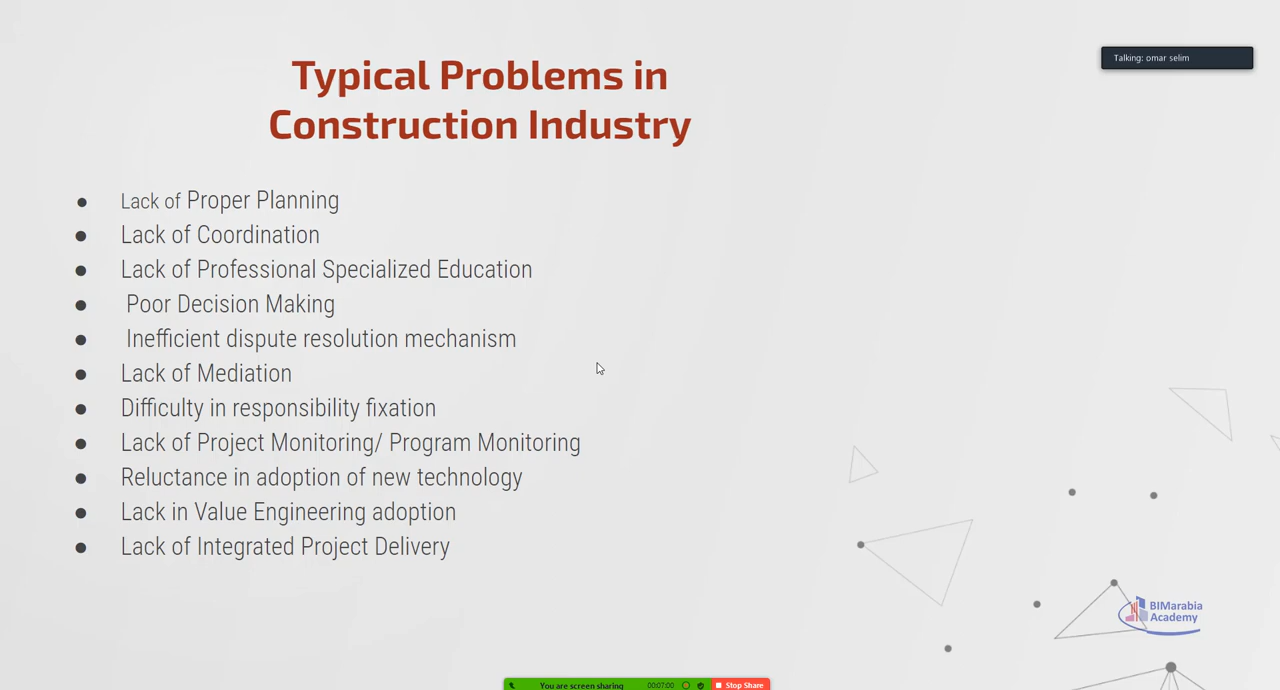 Typical Problems in
Construction Industry
Talking: omar selim
● Lack of Proper Planning
● Lack of Coordination
● Lack of Professional Specialized Education
● Poor Decision Making
● Inefficient dispute resolution mechanism
● Lack of Mediation
● Difficulty in responsibility fixation
● Lack of Project Monitoring/ Program Monitoring
● Reluctance in adoption of new technology
● Lack in Value Engineering adoption
● Lack of Integrated Project Delivery
BIMarabia
Academy
You are screen sharing 00:07:00 Stop Share